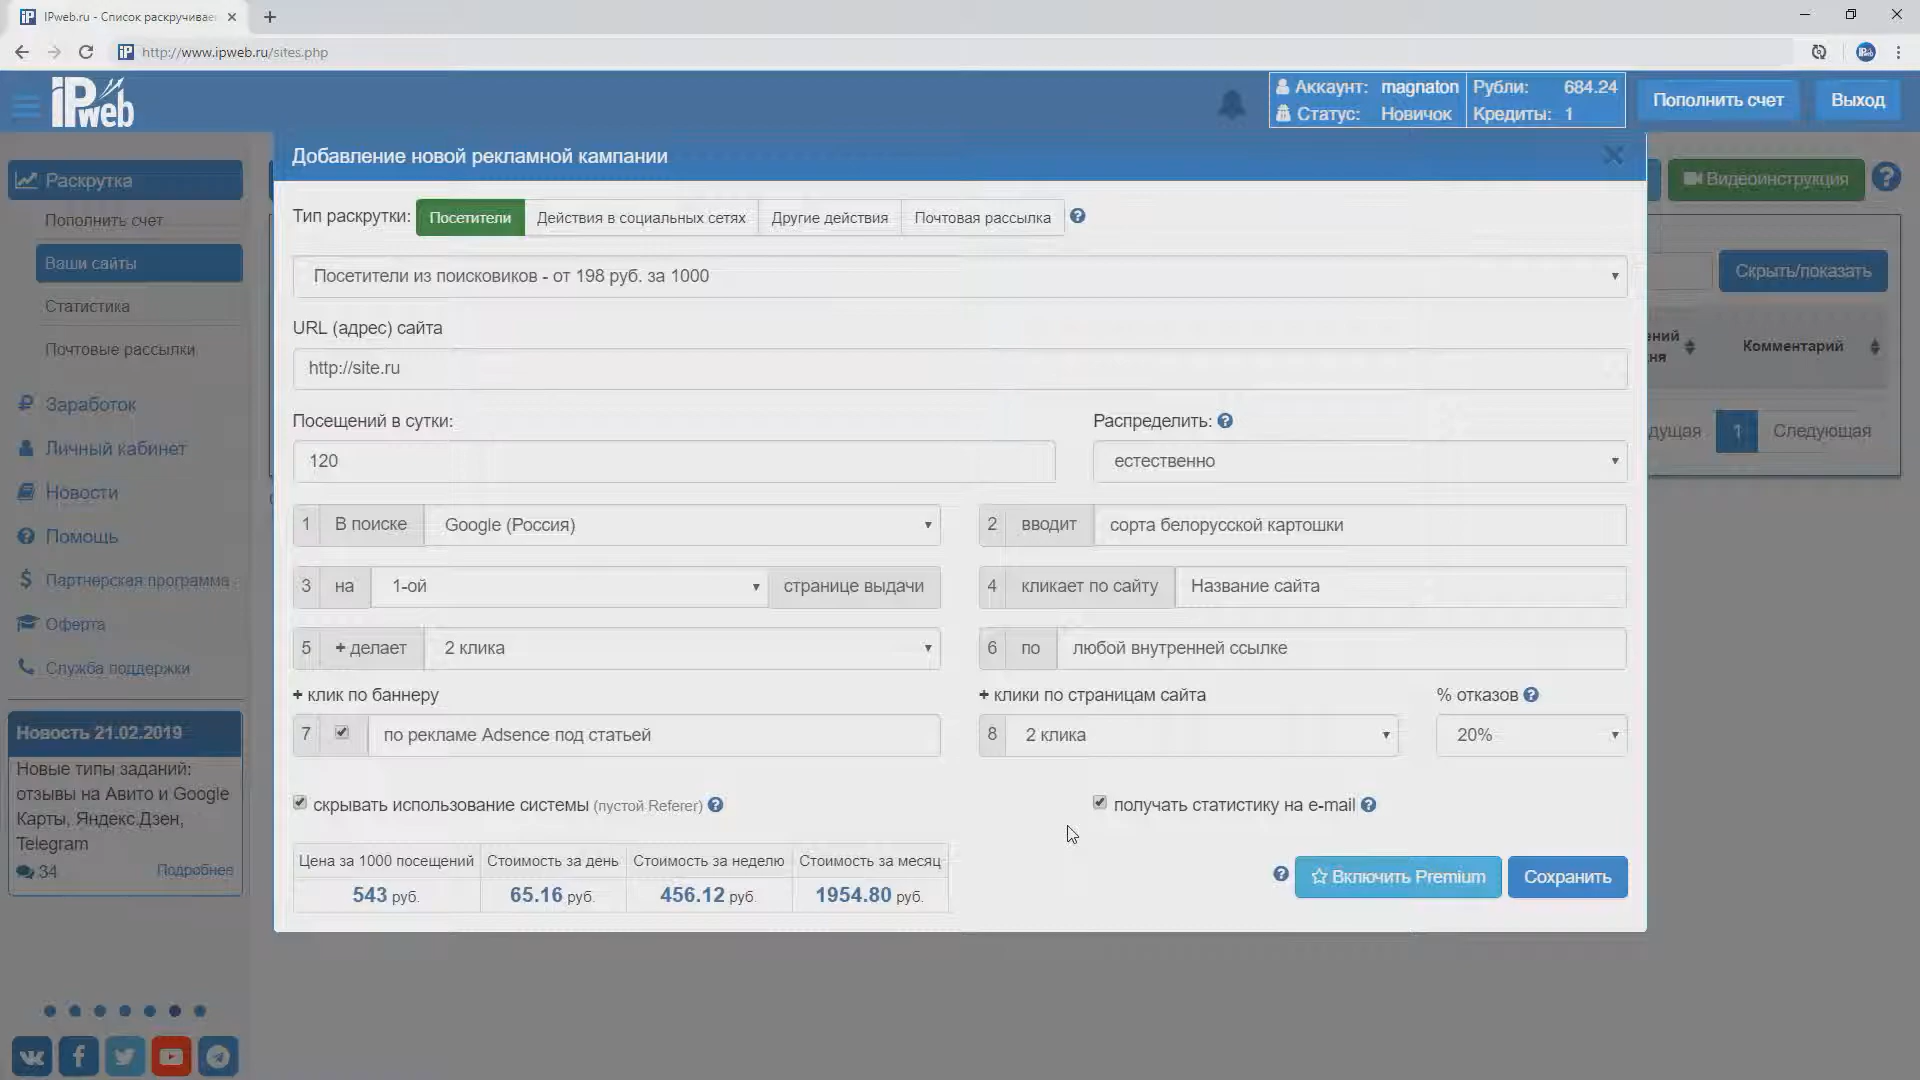 IPweb.ru - Список раскручивае
http://www.ipweb.ru/sites.php
IPweb
Аккаунт: magnaton
Статус: Новичок
Рубли: 684.24
Кредиты: 1
Пополнить счет
Выход
Раскрутка
Пополнить счет
Ваши сайты
Статистика
Почтовые рассылки
Заработок
Личный кабинет
Новости
Помощь
Партнерская программа
Оферта
Служба поддержки
Новость 21.02.2019
Новые типы заданий:
отзывы на Авито и Google
Карты, Яндекс.Дзен,
Telegram
34 Подробнее
Добавление новой рекламной кампании
Тип раскрутки: Посетители Действия в социальных сетях Другие действия Почтовая рассылка
Посетители из поисковиков - от 198 руб. за 1000
URL (адрес) сайта
http://site.ru
Посещений в сутки: Распределить:
120 естественно
1 В поиске Google (Россия) 2 вводит сорта белорусской картошки
3 на 1-ой странице выдачи 4 кликает по сайту Название сайта
5 + делает 2 клика 6 по любой внутренней ссылке
+ клик по баннеру + клики по страницам сайта % отказов
7 по рекламе Adsence под статьей 8 2 клика 20%
скрывать использование системы (пустой Referer) получать статистику на e-mail
Цена за 1000 посещений Стоимость за день Стоимость за неделю Стоимость за месяц
543 руб. 65.16 руб. 456.12 руб. 1954.80 руб.
Включить Premium Сохранить
Видеоинструкция
Скрыть/показать
ений
ня
Комментарий
дущая 1 Следующая